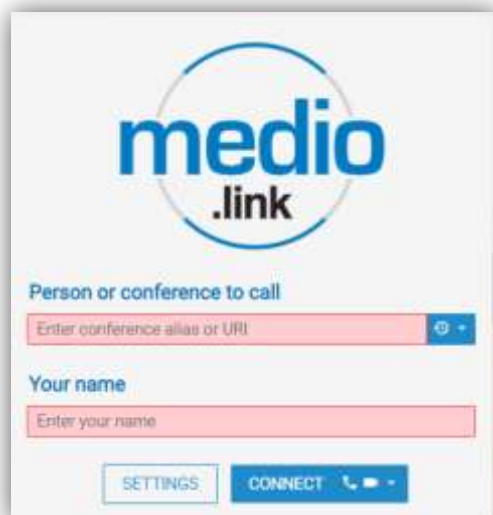 medio
.link
Person or conference to call
Enter conference alias or URI
Your name
Enter your name
SETTINGS
CONNECT